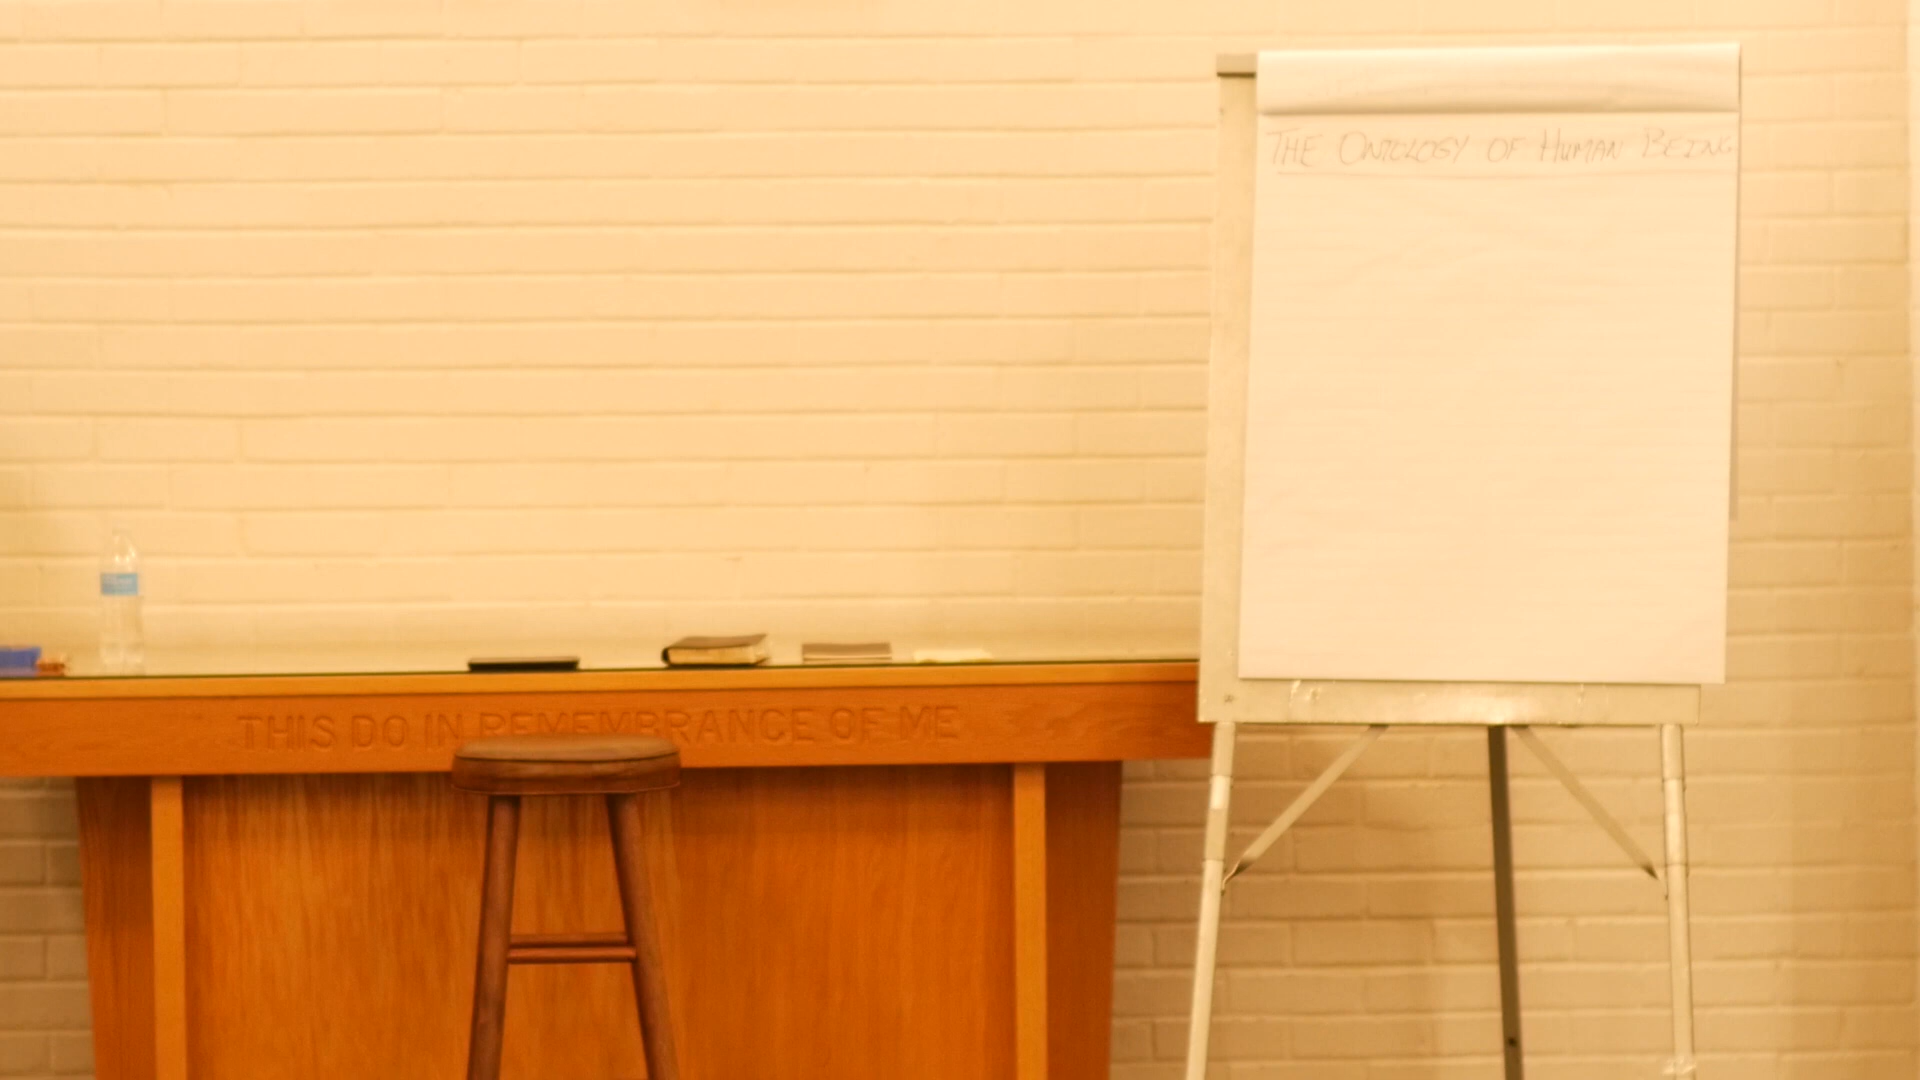 THE ONTOLOGY OF HUMAN BEING
THIS DO IN REMEMBRANCE OF ME